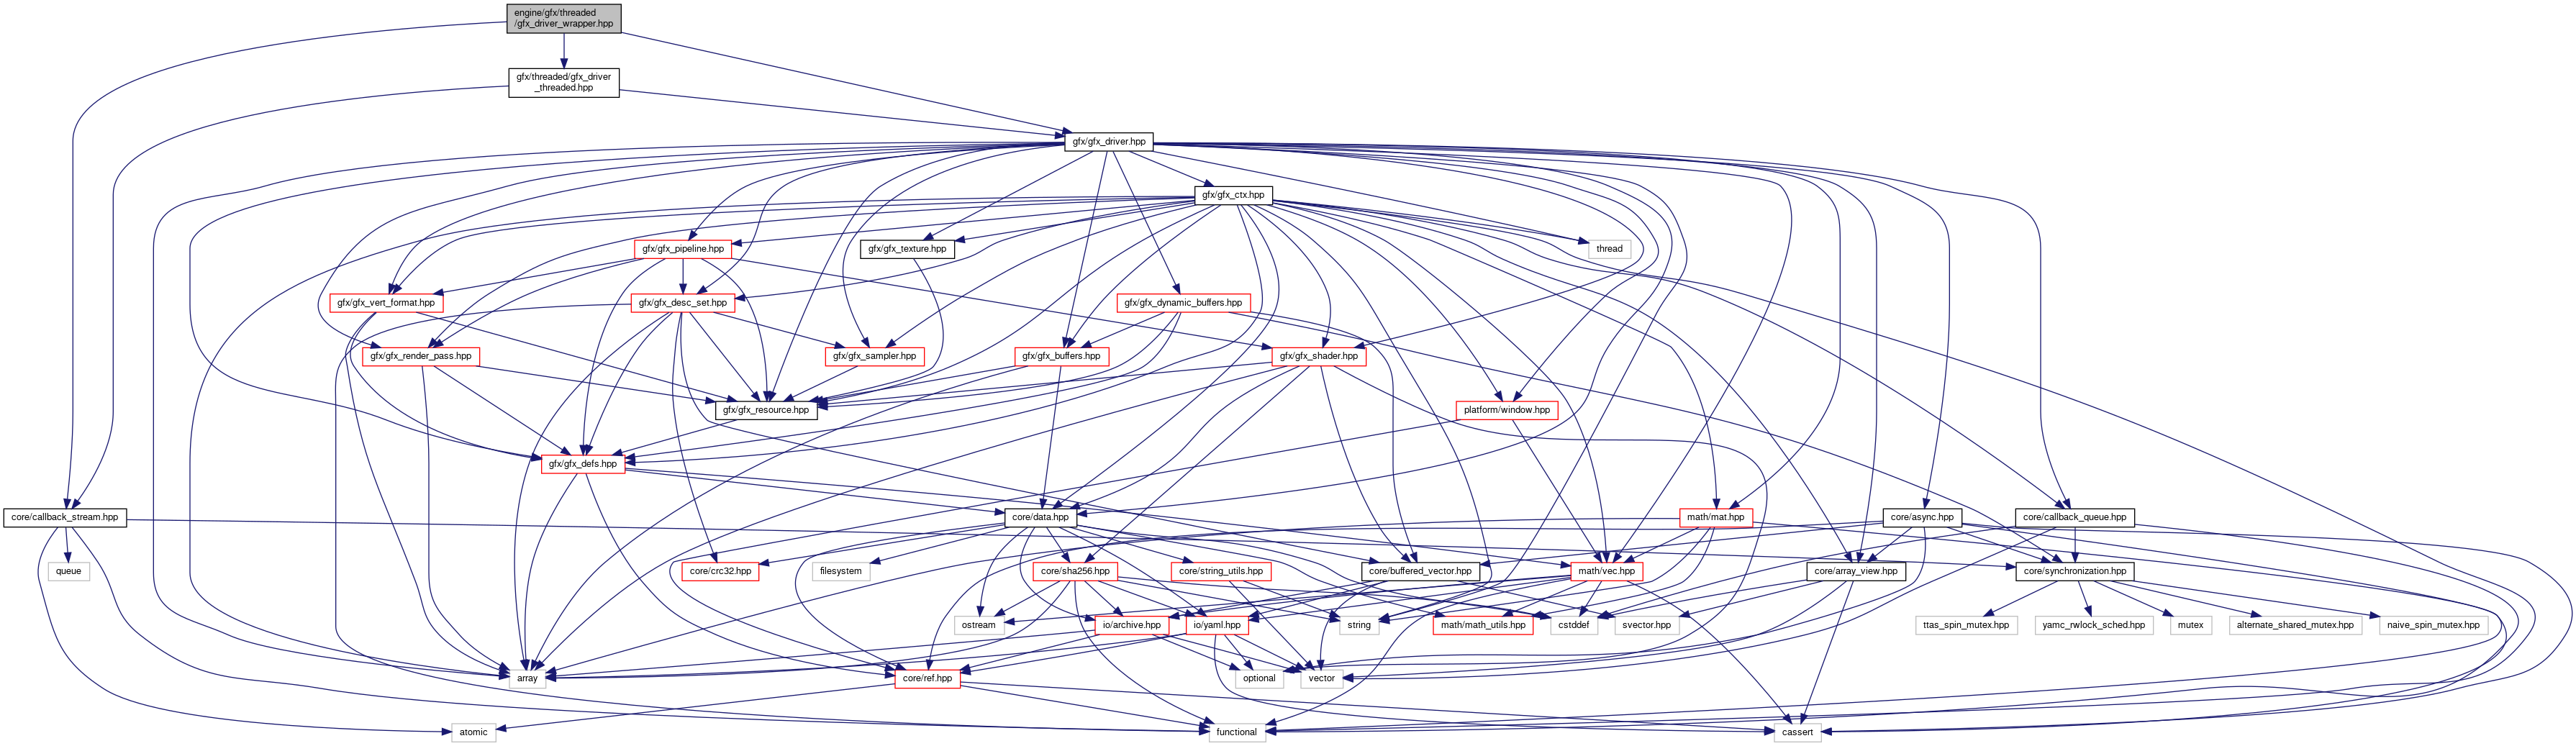 engine/gfx/threaded
/gfx_driver_wrapper.hpp
gfx/threaded/gfx_driver
_threaded.hpp
gfx/gfx_driver.hpp
gfx/gfx_ctx.hpp
gfx/gfx_pipeline.hpp
gfx/gfx_texture.hpp
thread
gfx/gfx_vert_format.hpp
gfx/gfx_desc_set.hpp
gfx/gfx_dynamic_buffers.hpp
gfx/gfx_render_pass.hpp
gfx/gfx_sampler.hpp
gfx/gfx_buffers.hpp
gfx/gfx_shader.hpp
gfx/gfx_resource.hpp
platform/window.hpp
gfx/gfx_defs.hpp
core/callback_stream.hpp
core/data.hpp
math/mat.hpp
core/async.hpp
core/callback_queue.hpp
queue
core/crc32.hpp
filesystem
core/sha256.hpp
core/string_utils.hpp
core/buffered_vector.hpp
math/vec.hpp
core/array_view.hpp
core/synchronization.hpp
ostream
io/archive.hpp
io/yaml.hpp
string
math/math_utils.hpp
cstddef
svector.hpp
ttas_spin_mutex.hpp
yamc_rwlock_sched.hpp
mutex
alternate_shared_mutex.hpp
naive_spin_mutex.hpp
array
core/ref.hpp
optional
vector
atomic
functional
cassert